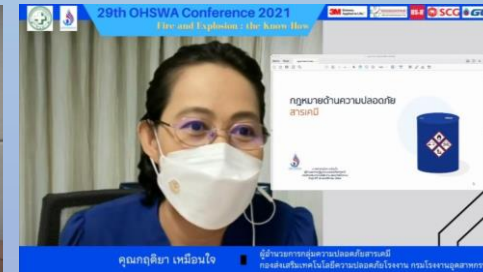 29th OHSWA Conference 2021
Fire and Explosion : the Know How
3M
SCG
กฎหมายด้านความปลอดภัย
สารเคมี
คุณกฤติยา เหมือนใจ
ผู้อำนวยการกลุ่มความปลอดภัยสารเคมี
กองส่งเสริมเทคโนโลยีความปลอดภัยโรงงาน กรมโรงงานอุตสาหกร